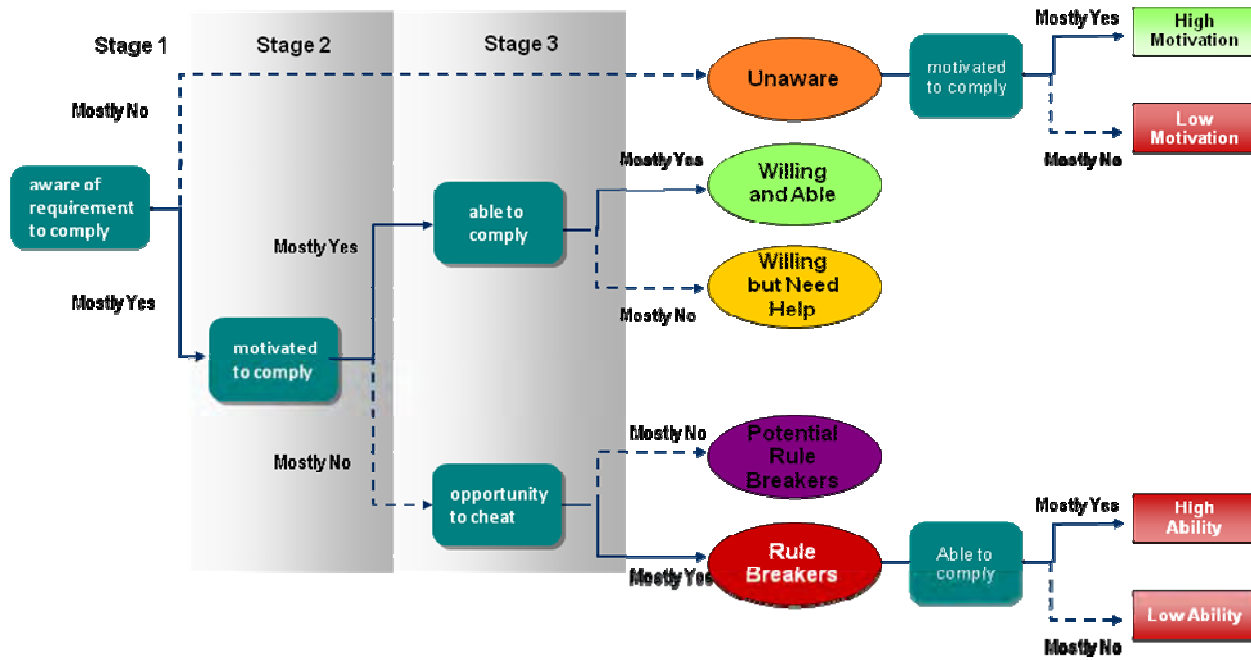 Stage 1
Stage 2
Stage 3
Mostly No
aware of
requirement
to comply
Mostly Yes
motivated
to comply
Mostly Yes
Mostly No
able to
comply
opportunity
to cheat
Unaware
motivated
to comply
Mostly Yes
High
Motivation
Low
Motivation
Mostly No
Mostly Yes
Willing
and Able
Willing
but Need
Help
Mostly No
Mostly No
Potential
Rule
Breakers
Mostly Yes
Rule
Breakers
Able to
comply
Mostly Yes
High
Ability
Low Ability
Mostly No